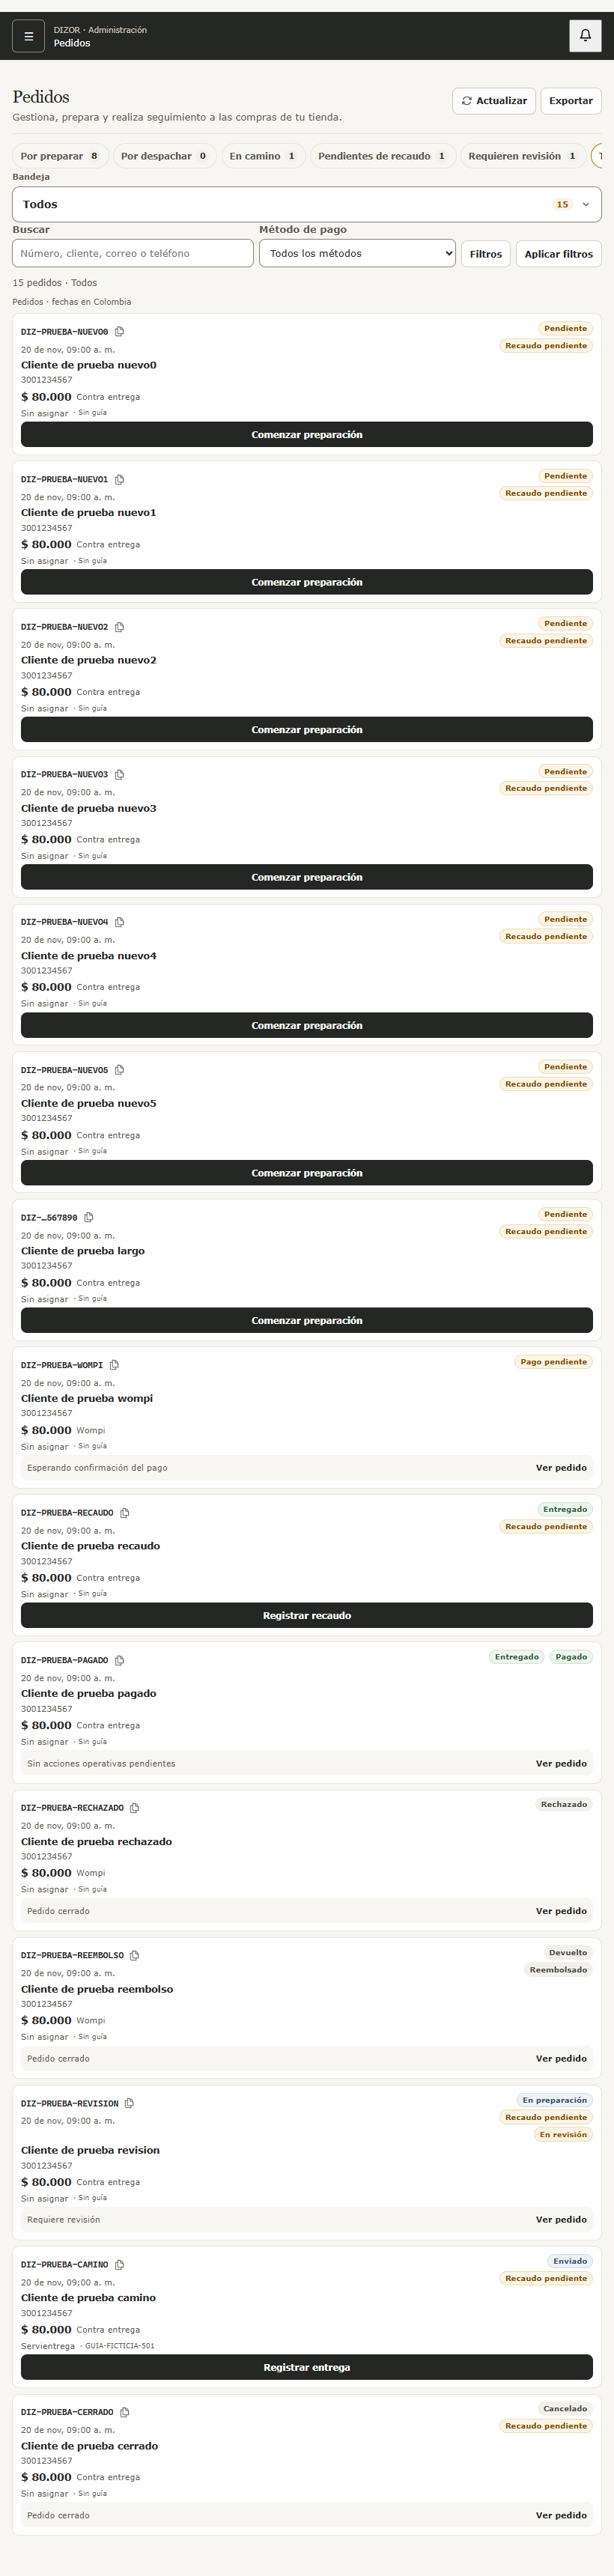 DIZOR · Administración
Pedidos
Pedidos
Gestiona, prepara y realiza seguimiento a las compras de tu tienda.
Actualizar
Exportar
Por preparar 8
Por despachar 0
En camino 1
Pendientes de recaudo 1
Requieren revisión 1
Bandeja
Todos 15
Buscar
Número, cliente, correo o teléfono
Método de pago
Todos los métodos
Filtros
Aplicar filtros
15 pedidos · Todos
Pedidos · fechas en Colombia
DIZ-PRUEBA-NUEVO0
Pendiente
Recaudo pendiente
20 de nov, 09:00 a. m.
Cliente de prueba nuevo0
3001234567
$ 80.000 Contra entrega
Sin asignar · Sin guía
Comenzar preparación
DIZ-PRUEBA-NUEVO1
Pendiente
Recaudo pendiente
20 de nov, 09:00 a. m.
Cliente de prueba nuevo1
3001234567
$ 80.000 Contra entrega
Sin asignar · Sin guía
Comenzar preparación
DIZ-PRUEBA-NUEVO2
Pendiente
Recaudo pendiente
20 de nov, 09:00 a. m.
Cliente de prueba nuevo2
3001234567
$ 80.000 Contra entrega
Sin asignar · Sin guía
Comenzar preparación
DIZ-PRUEBA-NUEVO3
Pendiente
Recaudo pendiente
20 de nov, 09:00 a. m.
Cliente de prueba nuevo3
3001234567
$ 80.000 Contra entrega
Sin asignar · Sin guía
Comenzar preparación
DIZ-PRUEBA-NUEVO4
Pendiente
Recaudo pendiente
20 de nov, 09:00 a. m.
Cliente de prueba nuevo4
3001234567
$ 80.000 Contra entrega
Sin asignar · Sin guía
Comenzar preparación
DIZ-PRUEBA-NUEVO5
Pendiente
Recaudo pendiente
20 de nov, 09:00 a. m.
Cliente de prueba nuevo5
3001234567
$ 80.000 Contra entrega
Sin asignar · Sin guía
Comenzar preparación
DIZ-…567890
Pendiente
Recaudo pendiente
20 de nov, 09:00 a. m.
Cliente de prueba largo
3001234567
$ 80.000 Contra entrega
Sin asignar · Sin guía
Comenzar preparación
DIZ-PRUEBA-WOMPI
Pago pendiente
20 de nov, 09:00 a. m.
Cliente de prueba wompi
3001234567
$ 80.000 Wompi
Sin asignar · Sin guía
Esperando confirmación del pago
Ver pedido
DIZ-PRUEBA-RECAUDO
Entregado
Recaudo pendiente
20 de nov, 09:00 a. m.
Cliente de prueba recaudo
3001234567
$ 80.000 Contra entrega
Sin asignar · Sin guía
Registrar recaudo
DIZ-PRUEBA-PAGADO
Entregado
Pagado
20 de nov, 09:00 a. m.
Cliente de prueba pagado
3001234567
$ 80.000 Contra entrega
Sin asignar · Sin guía
Sin acciones operativas pendientes
Ver pedido
DIZ-PRUEBA-RECHAZADO
Rechazado
20 de nov, 09:00 a. m.
Cliente de prueba rechazado
3001234567
$ 80.000 Wompi
Sin asignar · Sin guía
Pedido cerrado
Ver pedido
DIZ-PRUEBA-REEMBOLSO
Devuelto
Reembolsado
20 de nov, 09:00 a. m.
Cliente de prueba reembolso
3001234567
$ 80.000 Wompi
Sin asignar · Sin guía
Pedido cerrado
Ver pedido
DIZ-PRUEBA-REVISION
En preparación
Recaudo pendiente
En revisión
20 de nov, 09:00 a. m.
Cliente de prueba revision
3001234567
$ 80.000 Contra entrega
Sin asignar · Sin guía
Requiere revisión
Ver pedido
DIZ-PRUEBA-CAMINO
Enviado
Recaudo pendiente
20 de nov, 09:00 a. m.
Cliente de prueba camino
3001234567
$ 80.000 Contra entrega
Servientrega · GUIA-FICTICIA-501
Registrar entrega
DIZ-PRUEBA-CERRADO
Cancelado
Recaudo pendiente
20 de nov, 09:00 a. m.
Cliente de prueba cerrado
3001234567
$ 80.000 Contra entrega
Sin asignar · Sin guía
Pedido cerrado
Ver pedido